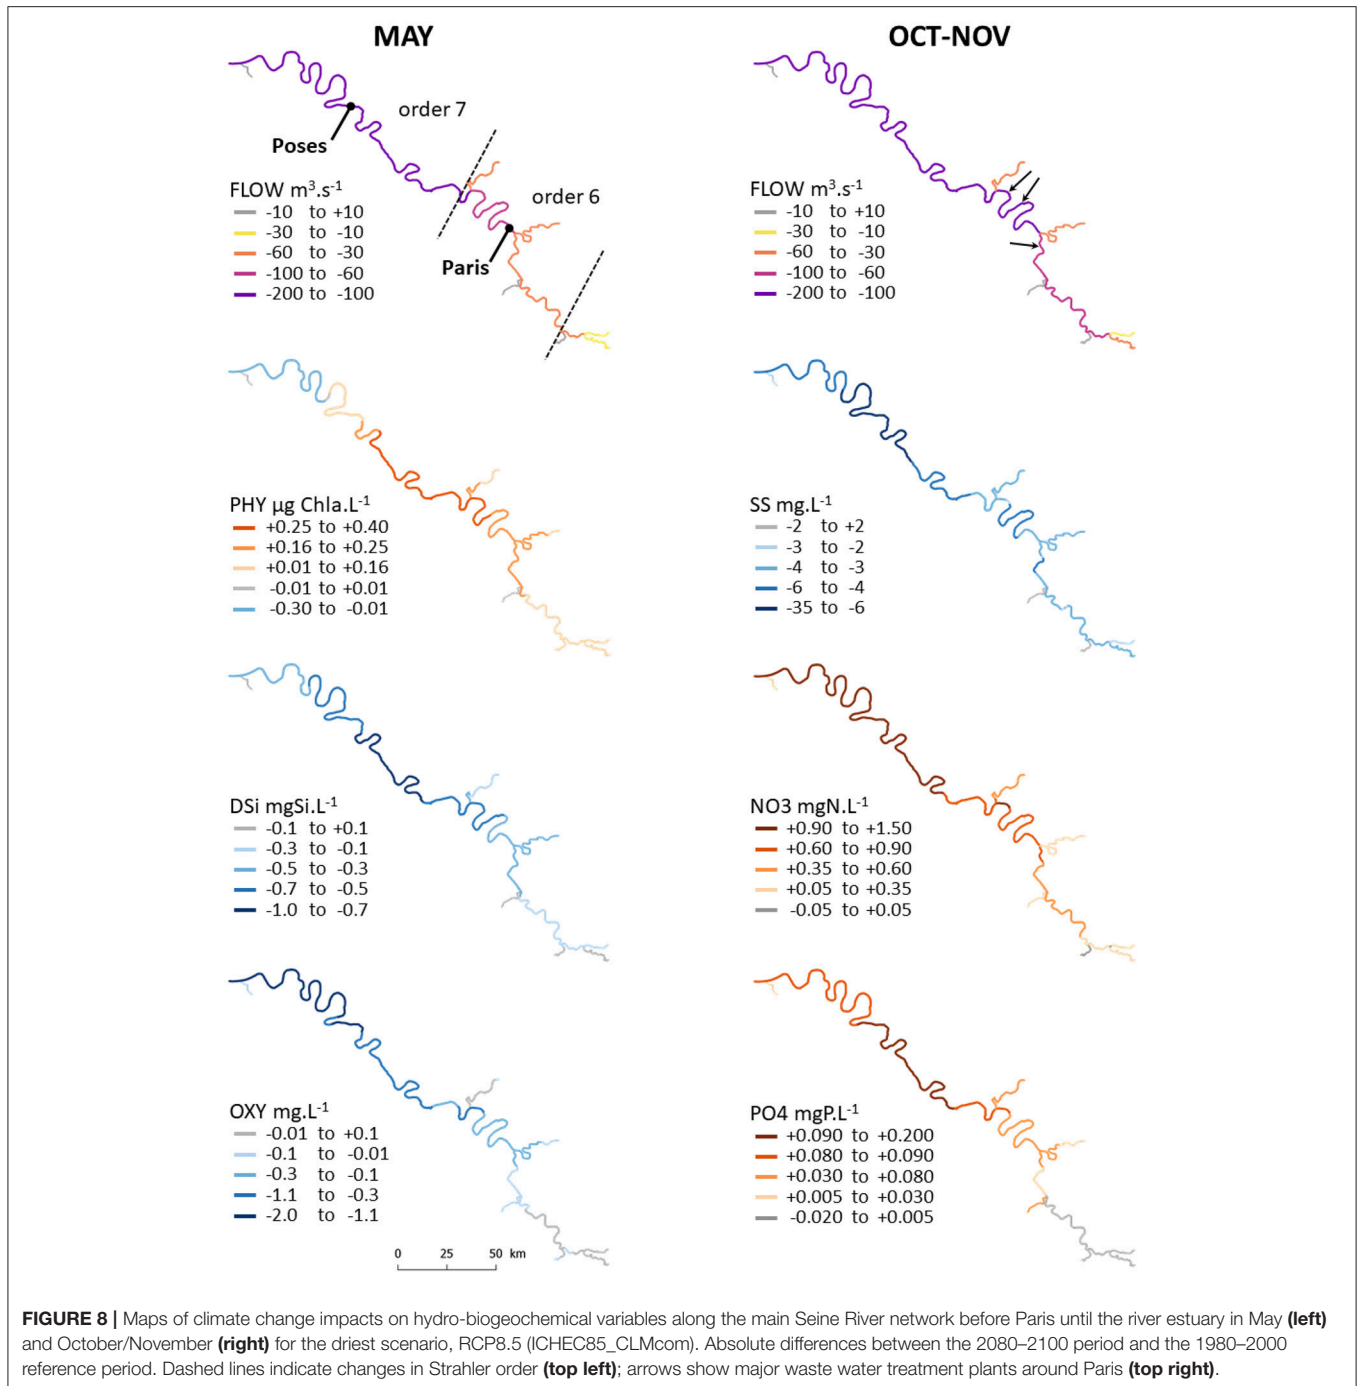 MAY
order 7
Poses
order 6
Paris
FLOW m³.s⁻¹
-10 to +10
-30 to -10
-60 to -30
-100 to -60
-200 to -100
PHY µg Chla.L⁻¹
+0.25 to +0.40
+0.16 to +0.25
+0.01 to +0.16
-0.01 to +0.01
-0.30 to -0.01
DSi mgSi.L⁻¹
-0.1 to +0.1
-0.3 to -0.1
-0.5 to -0.3
-0.7 to -0.5
-1.0 to -0.7
OXY mg.L⁻¹
-0.01 to +0.1
-0.1 to -0.01
-0.3 to -0.1
-1.1 to -0.3
-2.0 to -1.1
0 25 50 km
OCT-NOV
FLOW m³.s⁻¹
-10 to +10
-30 to -10
-60 to -30
-100 to -60
-200 to -100
SS mg.L⁻¹
-2 to +2
-3 to -2
-4 to -3
-6 to -4
-35 to -6
NO3 mgN.L⁻¹
+0.90 to +1.50
+0.60 to +0.90
+0.35 to +0.60
+0.05 to +0.35
-0.05 to +0.05
PO4 mgP.L⁻¹
+0.090 to +0.200
+0.080 to +0.090
+0.030 to +0.080
+0.005 to +0.030
-0.020 to +0.005
FIGURE 8 | Maps of climate change impacts on hydro-biogeochemical variables along the main Seine River network before Paris until the river estuary in May (left)
and October/November (right) for the driest scenario, RCP8.5 (ICHEC85_CLMcom). Absolute differences between the 2080–2100 period and the 1980–2000
reference period. Dashed lines indicate changes in Strahler order (top left); arrows show major waste water treatment plants around Paris (top right).